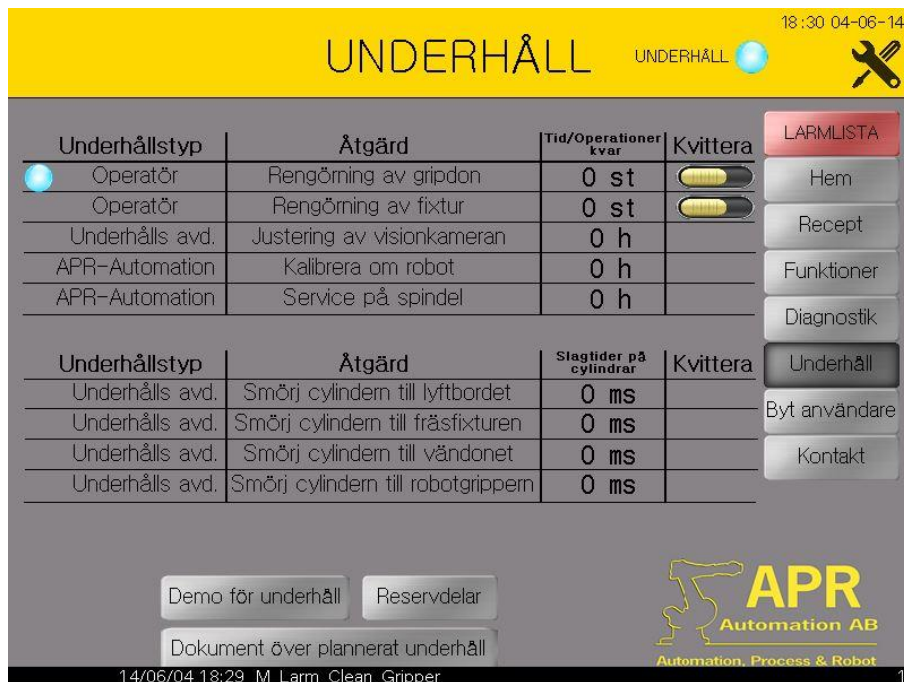 18:30 04-06-14
UNDERHÅLL
UNDERHÅLL
Underhållstyp Åtgärd Tid/Operationer kvar Kvittera
Operatör Rengörning av gripdon 0 st
Operatör Rengörning av fixtur 0 st
Underhålls avd. Justering av visionkameran 0 h
APR-Automation Kalibrera om robot 0 h
APR-Automation Service på spindel 0 h
Underhållstyp Åtgärd Slagtider på cylindrar Kvittera
Underhålls avd. Smörj cylindern till lyftbordet 0 ms
Underhålls avd. Smörj cylindern till fräsfixturen 0 ms
Underhålls avd. Smörj cylindern till vändonet 0 ms
Underhålls avd. Smörj cylindern till robotgrippern 0 ms
LARMLISTA
Hem
Recept
Funktioner
Diagnostik
Underhåll
Byt användare
Kontakt
Demo för underhåll Reservdelar
Dokument över plannerat underhåll
APR
Automation AB
Automation, Process & Robot
14/06/04 18:29 M_Larm_Clean_Gripper 1